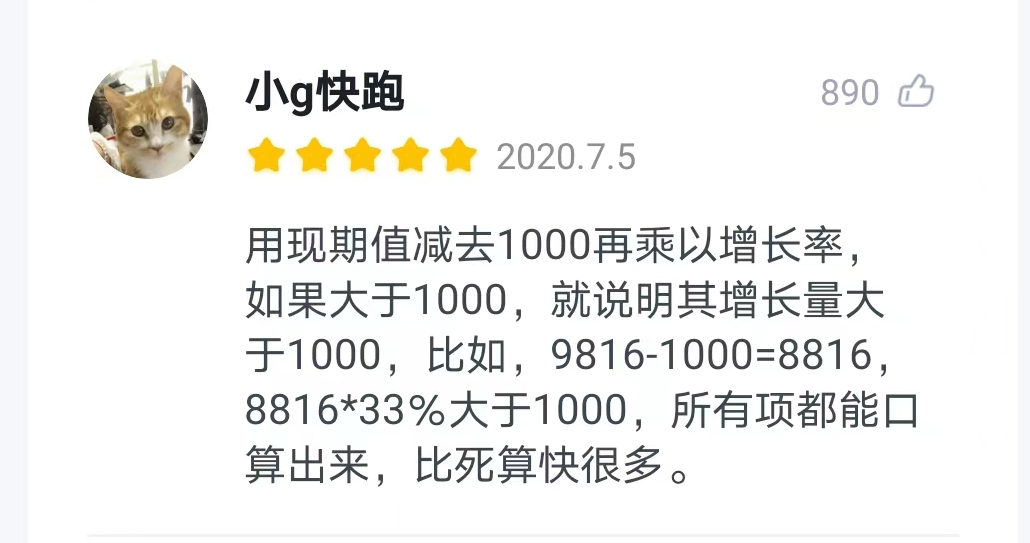 小g快跑
890
2020.7.5
用现期值减去1000再乘以增长率，
如果大于1000，就说明其增长量大
于1000，比如，9816-1000=8816，
8816*33%大于1000，所有项都能口
算出来，比死算快很多。